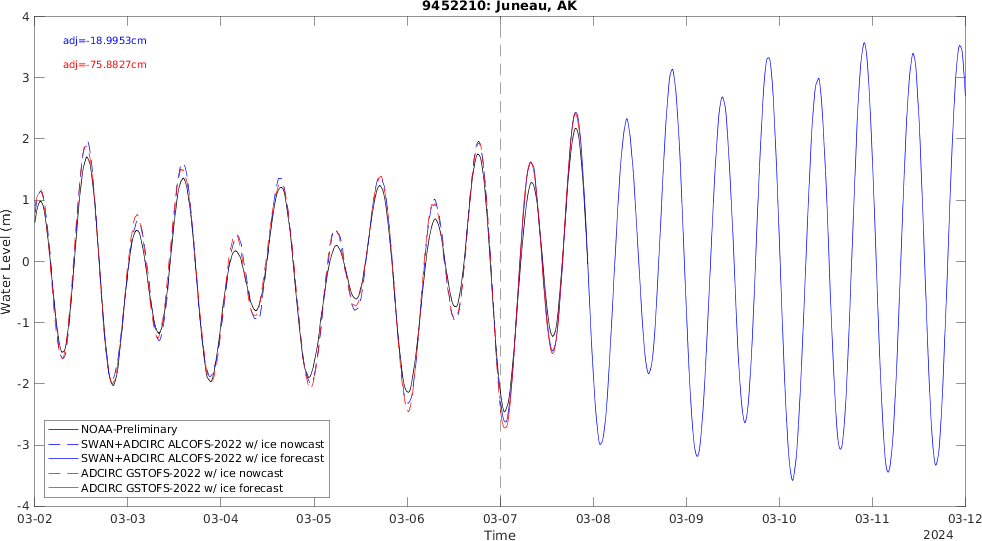 9452210: Juneau, AK
adj=-18.9953cm
adj=-75.8827cm
4
3
2
1
0
-1
-2
-3
-4
Water Level (m)
NOAA-Preliminary
SWAN+ADCIRC ALCOFS-2022 w/ ice nowcast
SWAN+ADCIRC ALCOFS-2022 w/ ice forecast
ADCIRC GSTOFS-2022 w/ ice nowcast
ADCIRC GSTOFS-2022 w/ ice forecast
03-02 03-03 03-04 03-05 03-06 03-07 03-08 03-09 03-10 03-11 03-12
Time
2024